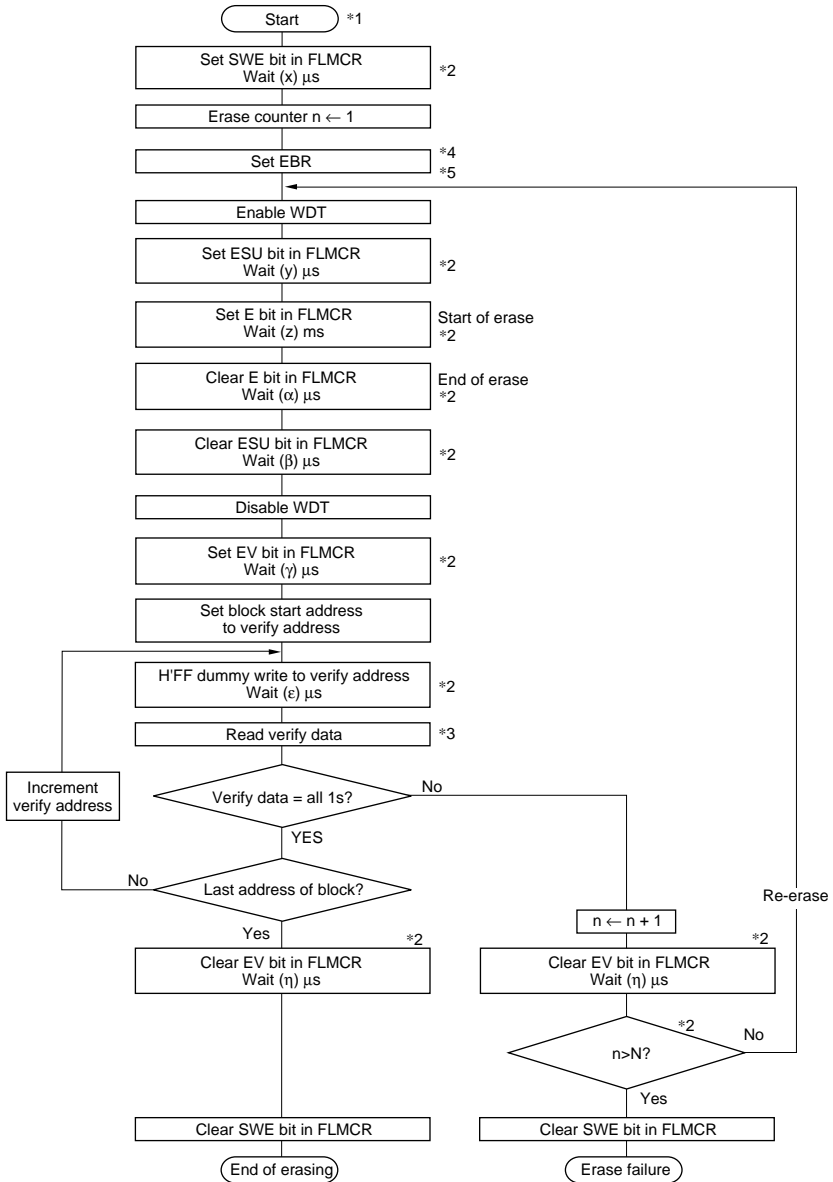 Start *1
Set SWE bit in FLMCR
Wait (x) μs
*2
Erase counter n ← 1
Set EBR
*4
*5
Enable WDT
Set ESU bit in FLMCR
Wait (y) μs
*2
Set E bit in FLMCR
Wait (z) ms
Start of erase
*2
Clear E bit in FLMCR
Wait (α) μs
End of erase
*2
Clear ESU bit in FLMCR
Wait (β) μs
*2
Disable WDT
Set EV bit in FLMCR
Wait (γ) μs
*2
Set block start address
to verify address
H'FF dummy write to verify address
Wait (ε) μs
*2
Read verify data *3
Increment
verify address
Verify data = all 1s?
No
YES
Last address of block?
No
Yes
Re-erase
n ← n + 1
*2
Clear EV bit in FLMCR
Wait (η) μs
*2
Clear EV bit in FLMCR
Wait (η) μs
*2
n>N?
No
Yes
Clear SWE bit in FLMCR
Clear SWE bit in FLMCR
End of erasing
Erase failure